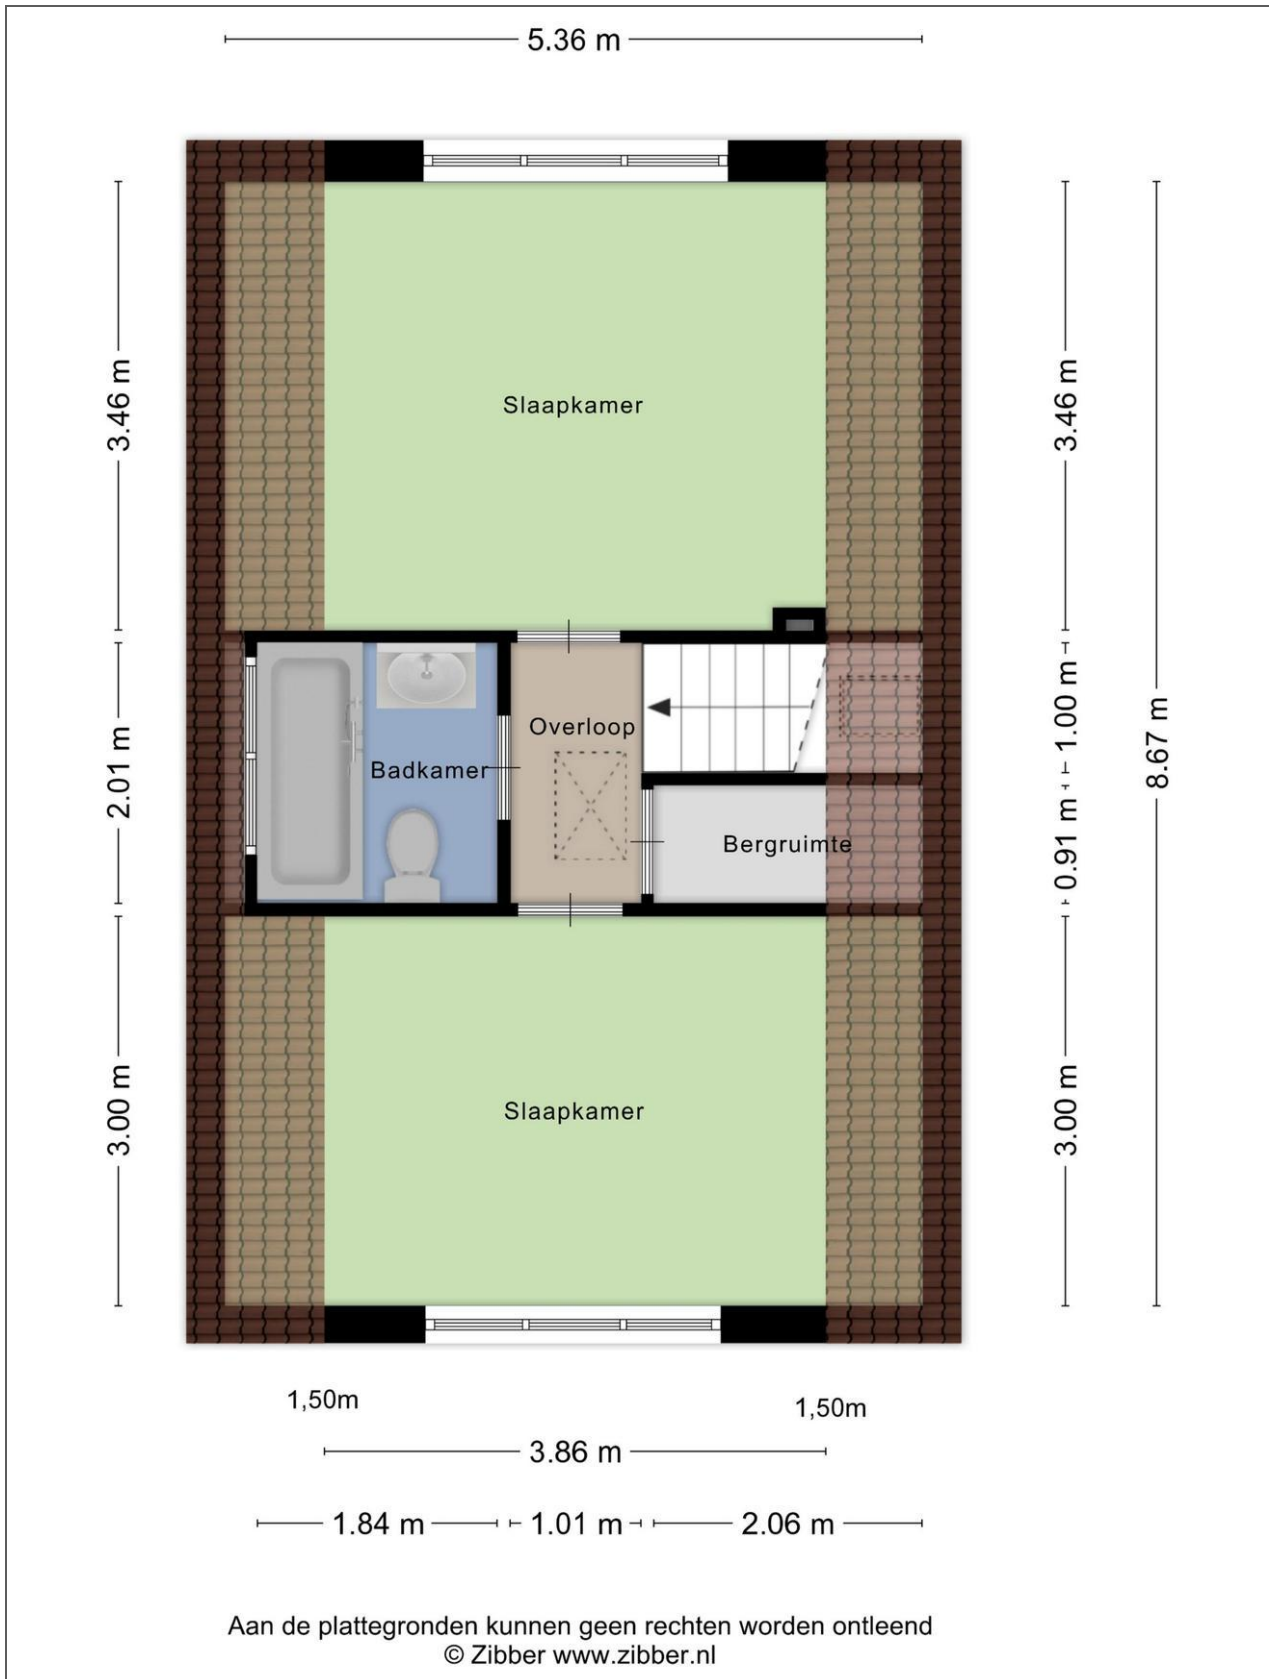 5.36 m
3.46 m
3.46 m
Slaapkamer
Overloop
Badkamer
Bergruimte
2.01 m
1.00 m
0.91 m
8.67 m
Slaapkamer
3.00 m
3.00 m
1,50m
1,50m
3.86 m
1.84 m
1.01 m
2.06 m
Aan de plattegronden kunnen geen rechten worden ontleend
© Zibber www.zibber.nl